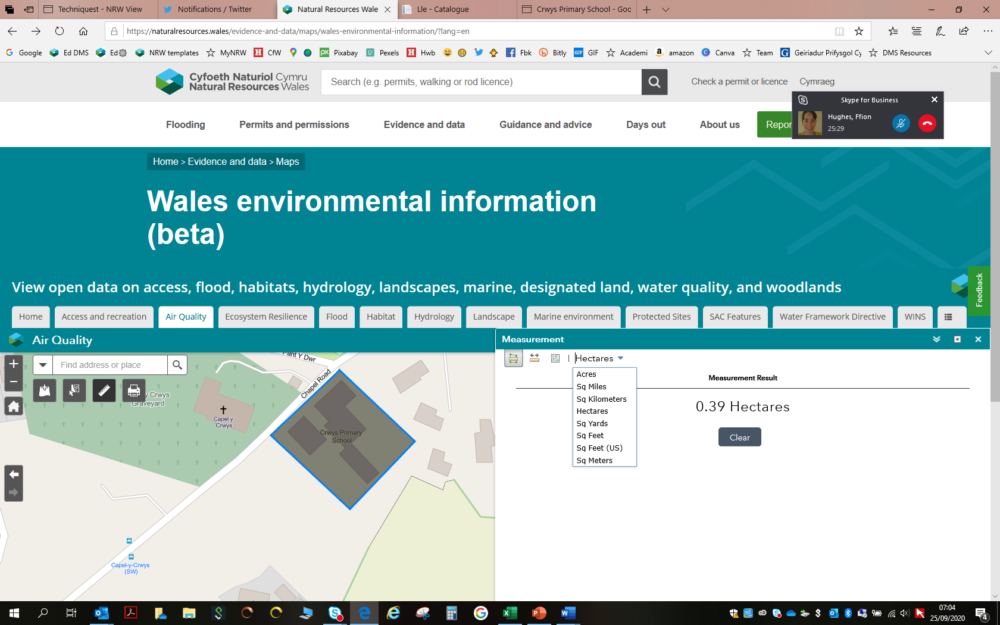 Techniquest - NRW View
Notifications / Twitter
Natural Resources Wale
Lle - Catalogue
Crwys Primary School - Goo
https://naturalresources.wales/evidence-and-data/maps/wales-environmental-information/?lang=en
Google
Ed DMS
Ed
NRW templates
MyNRW
CfW
Pixabay
Pexels
Hwb
Fbk
Bitly
GIF
Academi
amazon
Canva
Team
Geiriadur Prifysgol Cy
DMS Resources
Cyfoeth Naturiol Cymru
Natural Resources Wales
Search (e.g. permits, walking or rod licence)
Check a permit or licence
Cymraeg
Skype for Business
Hughes, Ffion
25:29
Flooding
Permits and permissions
Evidence and data
Guidance and advice
Days out
About us
Repor
Home > Evidence and data > Maps
Wales environmental information
(beta)
View open data on access, flood, habitats, hydrology, landscapes, marine, designated land, water quality, and woodlands
Feedback
Home
Access and recreation
Air Quality
Ecosystem Resilience
Flood
Habitat
Hydrology
Landscape
Marine environment
Protected Sites
SAC Features
Water Framework Directive
WINS
Air Quality
Measurement
Find address or place
Pant Y Dwr
Chapel Road
y Crwys
Graveyard
Capel y
Crwys
Crwys Primary
School
Capel-y-Crwys
(SW)
Hectares
Acres
Sq Miles
Sq Kilometers
Hectares
Sq Yards
Sq Feet
Sq Feet (US)
Sq Meters
Measurement Result
0.39 Hectares
Clear
07:04
25/09/2020
4